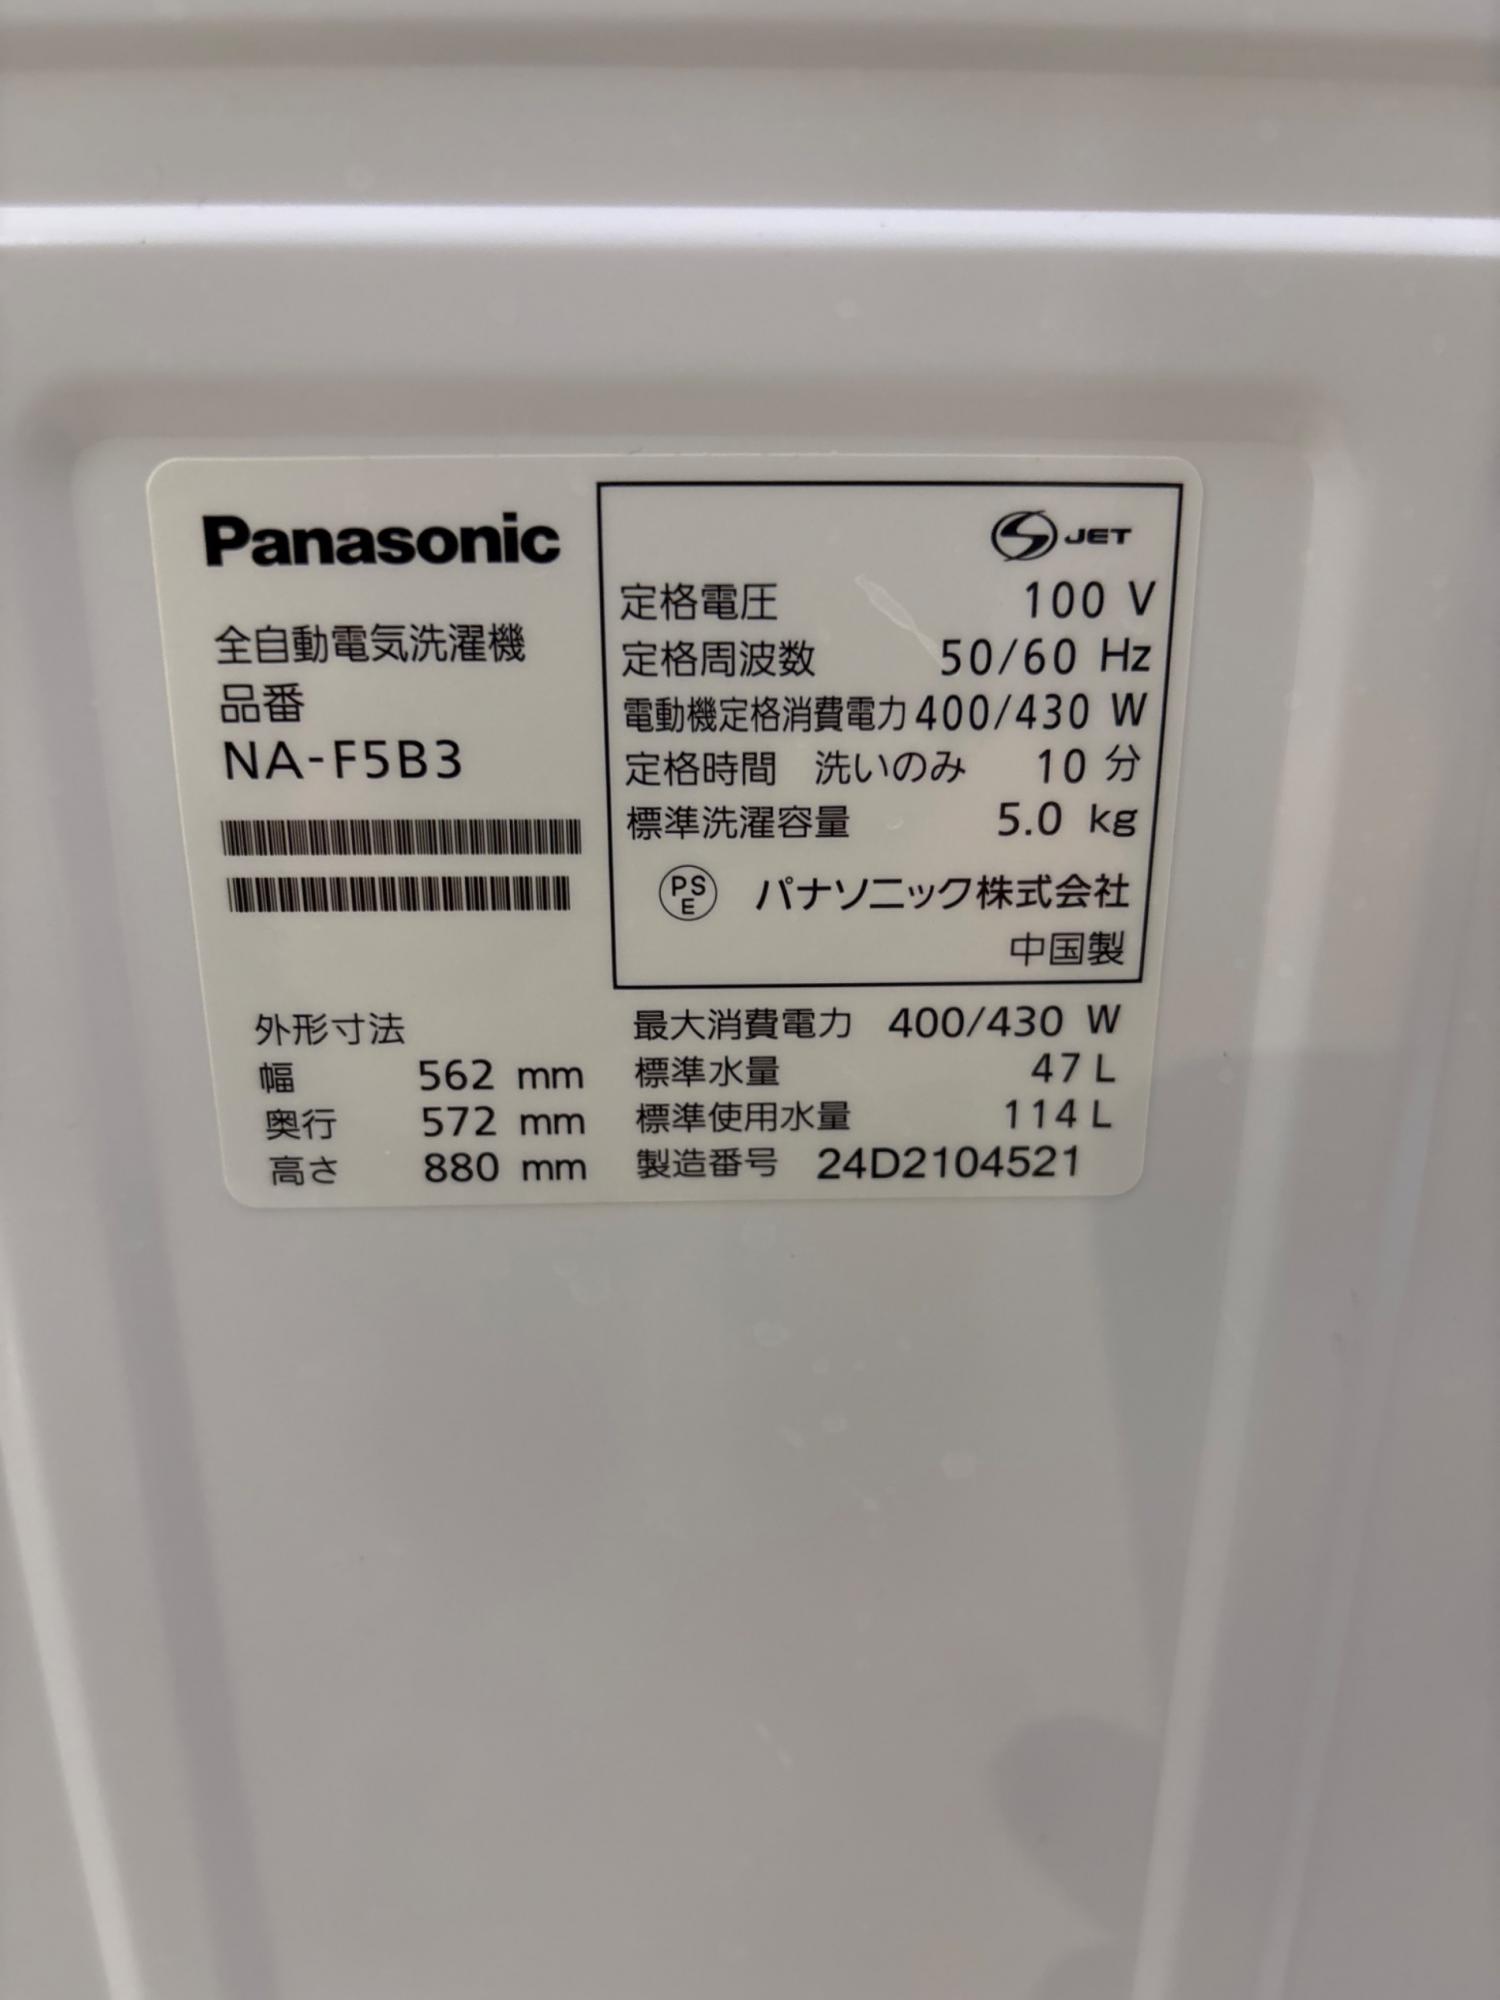 Panasonic
全自動電気洗濯機
品番
NA-F5B3
JET
定格電圧 100 V
定格周波数 50/60 Hz
電動機定格消費電力 400/430 W
定格時間 洗いのみ 10 分
標準洗濯容量 5.0 kg
PS
E
パナソニック株式会社
中国製
外形寸法
幅 562 mm
奥行 572 mm
高さ 880 mm
最大消費電力 400/430 W
標準水量 47 L
標準使用水量 114 L
製造番号 24D2104521